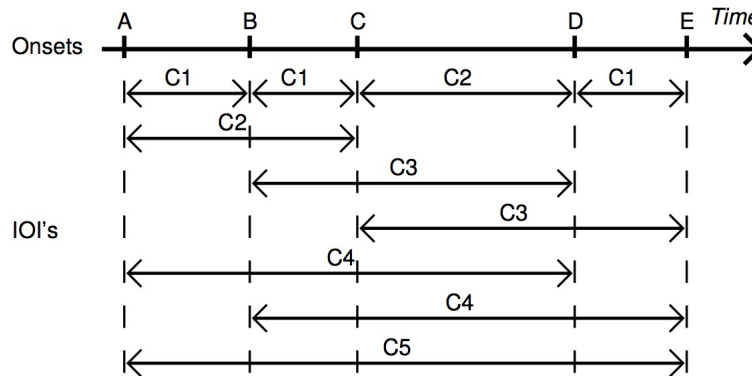 A B C D E Time
Onsets
C1 C1 C2 C1
C2
C3
C3
IOI's
C4
C4
C5